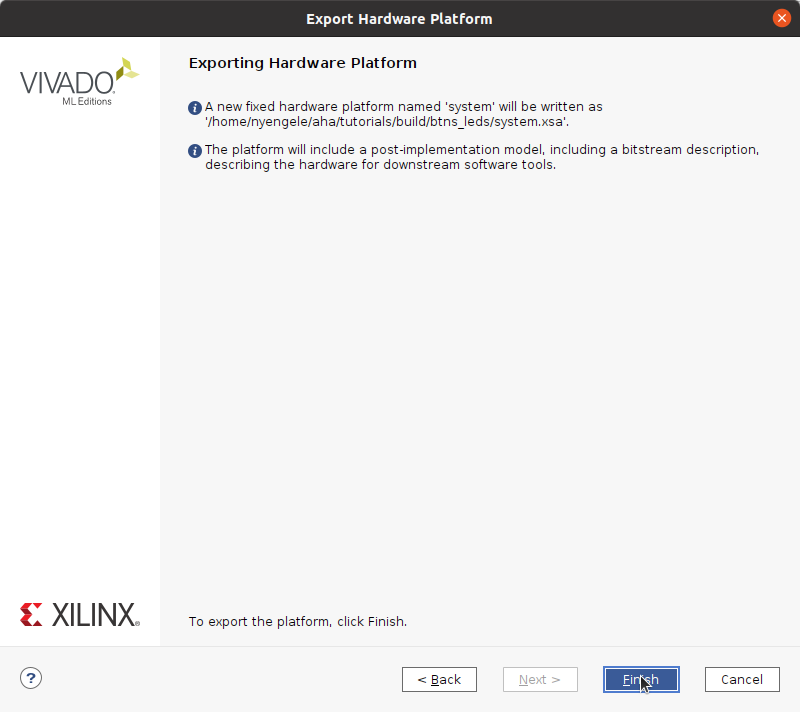 Export Hardware Platform
VIVADO
ML Editions
Exporting Hardware Platform
A new fixed hardware platform named 'system' will be written as
'/home/nyengele/aha/tutorials/build/btns_leds/system.xsa'.
The platform will include a post-implementation model, including a bitstream description,
describing the hardware for downstream software tools.
XILINX
To export the platform, click Finish.
?
< Back
Next >
Finish
Cancel